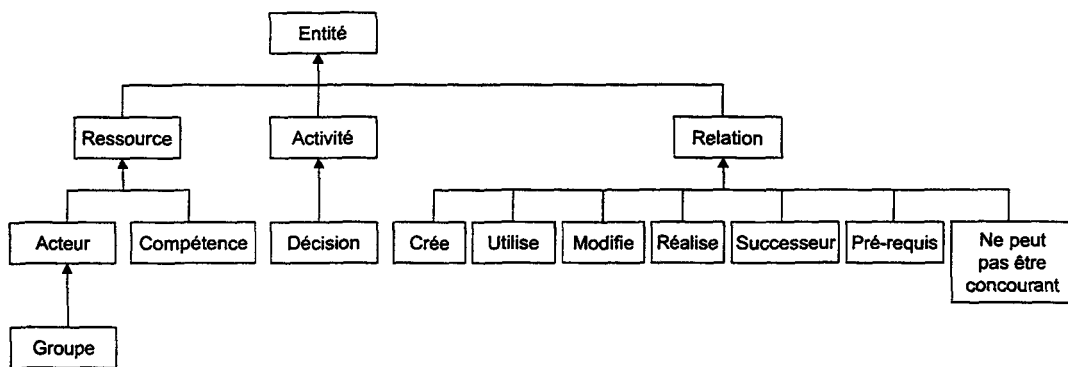 Entité
Ressource
Activité
Relation
Acteur
Compétence
Décision
Crée
Utilise
Modifie
Réalise
Successeur
Pré-requis
Ne peut
pas être
concourant
Groupe